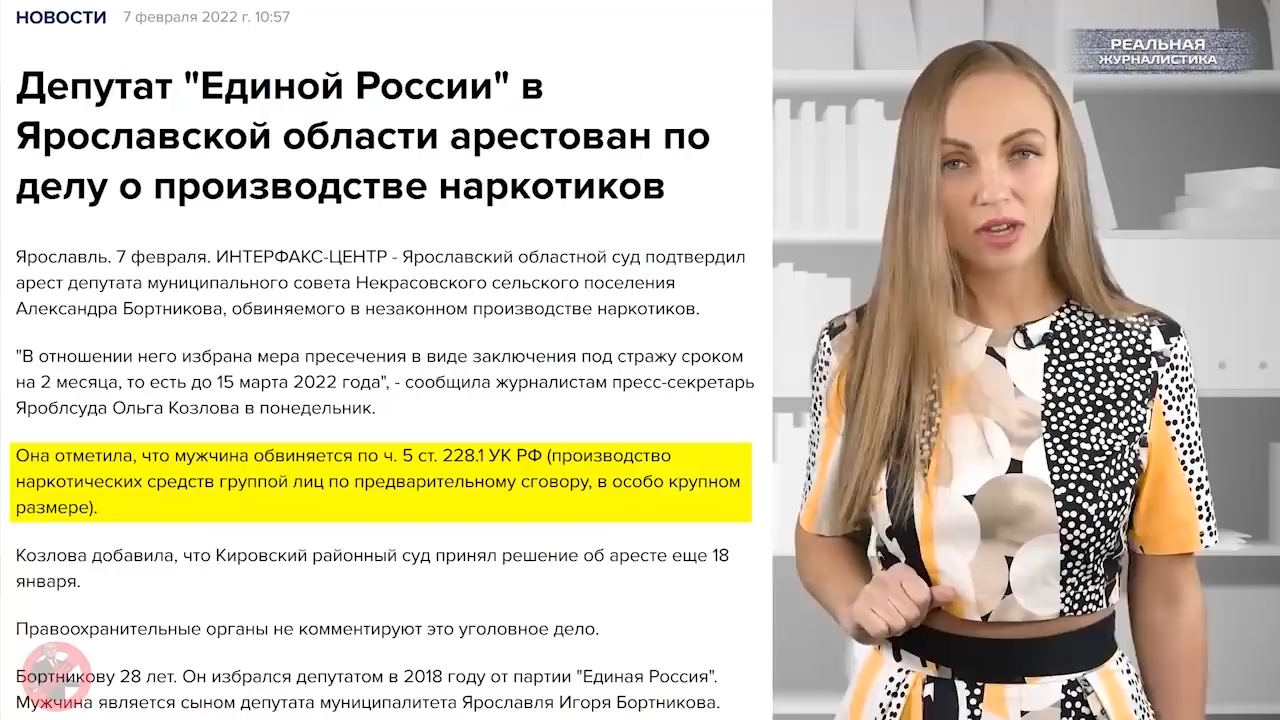 НОВОСТИ 7 февраля 2022 г. 10:57
Депутат "Единой России" в
Ярославской области арестован по
делу о производстве наркотиков
Ярославль. 7 февраля. ИНТЕРФАКС-ЦЕНТР - Ярославский областной суд подтвердил
арест депутата муниципального совета Некрасовского сельского поселения
Александра Бортникова, обвиняемого в незаконном производстве наркотиков.
"В отношении него избрана мера пресечения в виде заключения под стражу сроком
на 2 месяца, то есть до 15 марта 2022 года", - сообщила журналистам пресс-секретарь
Яроблсуда Ольга Козлова в понедельник.
Она отметила, что мужчина обвиняется по ч. 5 ст. 228.1 УК РФ (производство
наркотических средств группой лиц по предварительному сговору, в особо крупном
размере).
Козлова добавила, что Кировский районный суд принял решение об аресте еще 18
января.
Правоохранительные органы не комментируют это уголовное дело.
Бортникову 28 лет. Он избрался депутатом в 2018 году от партии "Единая Россия".
Мужчина является сыном депутата муниципалитета Ярославля Игоря Бортникова.
РЕАЛЬНАЯ
ЖУРНАЛИСТИКА